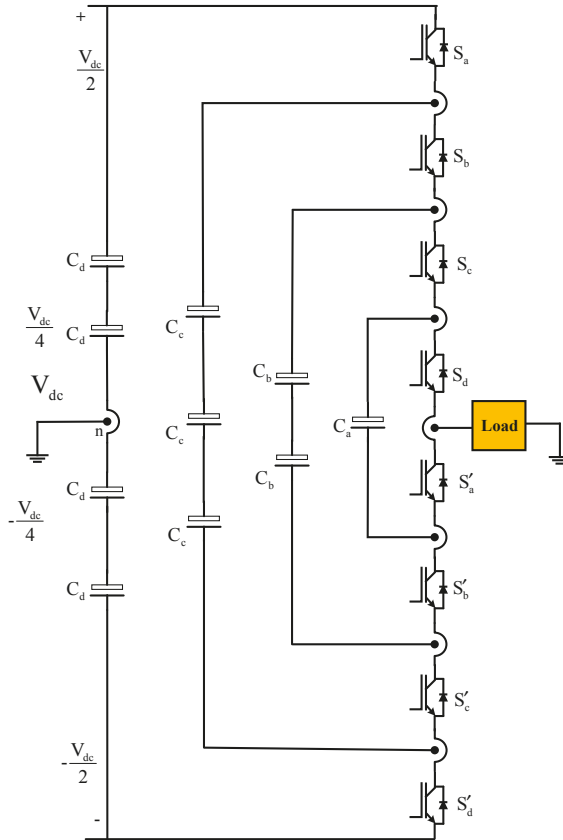 +
V_dc/2
S_a
S_b
C_d
S_c
V_dc/4
C_d
C_c
V_dc
C_b
S_d
n
C_c
C_a
Load
C_d
C_b
S′_a
-V_dc/4
C_c
C_d
S′_b
S′_c
-V_dc/2
-
S′_d